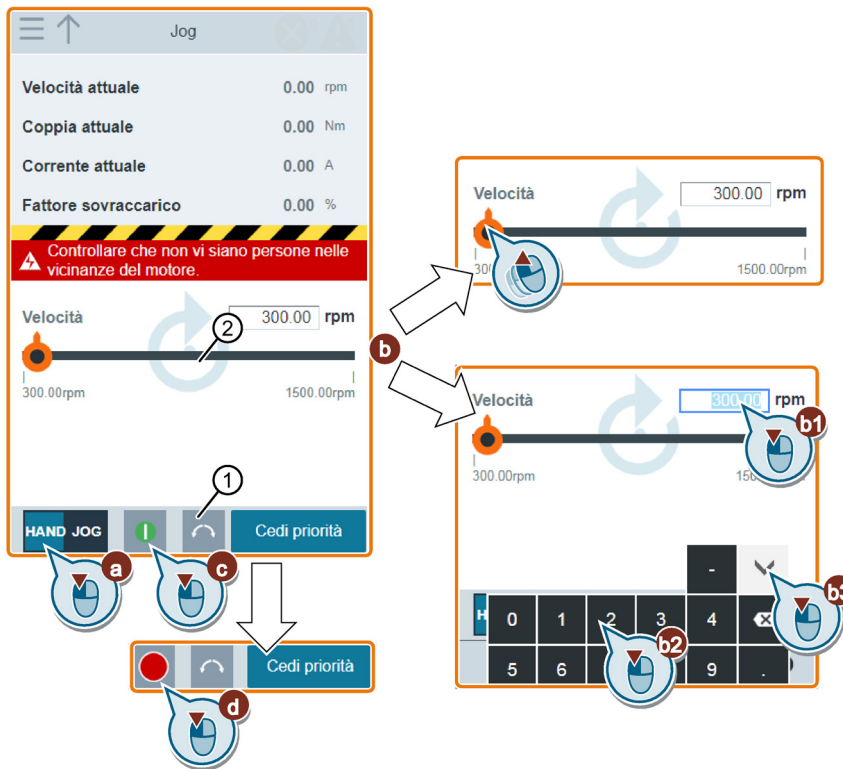 Jog
Velocità attuale 0.00 rpm
Coppia attuale 0.00 Nm
Corrente attuale 0.00 A
Fattore sovraccarico 0.00 %
Controllare che non vi siano persone nelle
vicinanze del motore.
Velocità 300.00 rpm
2
300.00rpm 1500.00rpm
1
HAND JOG Cedi priorità
a
c
Cedi priorità
d
b
Velocità 300.00 rpm
1500.00rpm
Velocità 300.00 rpm
b1
300.00rpm
-
b3
0 1 2 3 4
b2
5 6 9 .